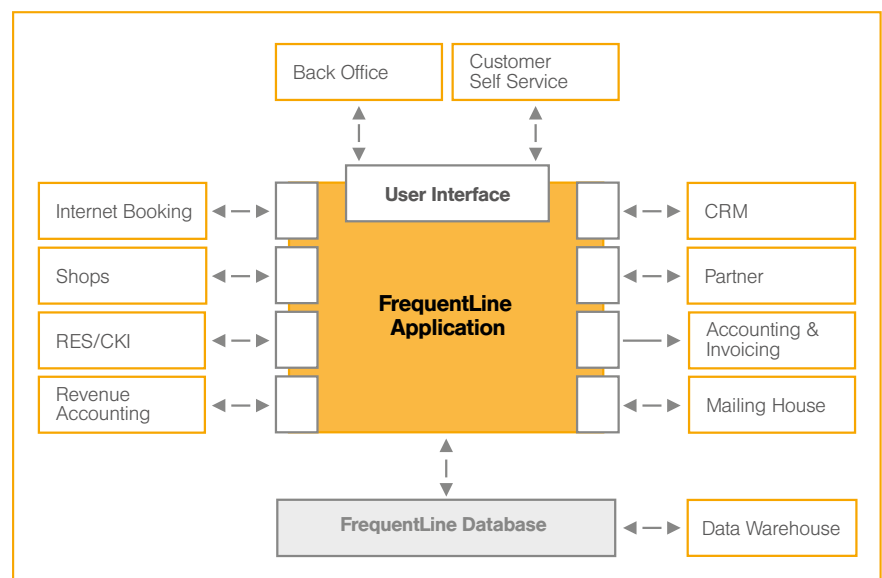 Back Office
Customer
Self Service
User Interface
Internet Booking
CRM
Shops
Partner
FrequentLine
Application
RES/CKI
Accounting &
Invoicing
Revenue
Accounting
Mailing House
FrequentLine Database
Data Warehouse